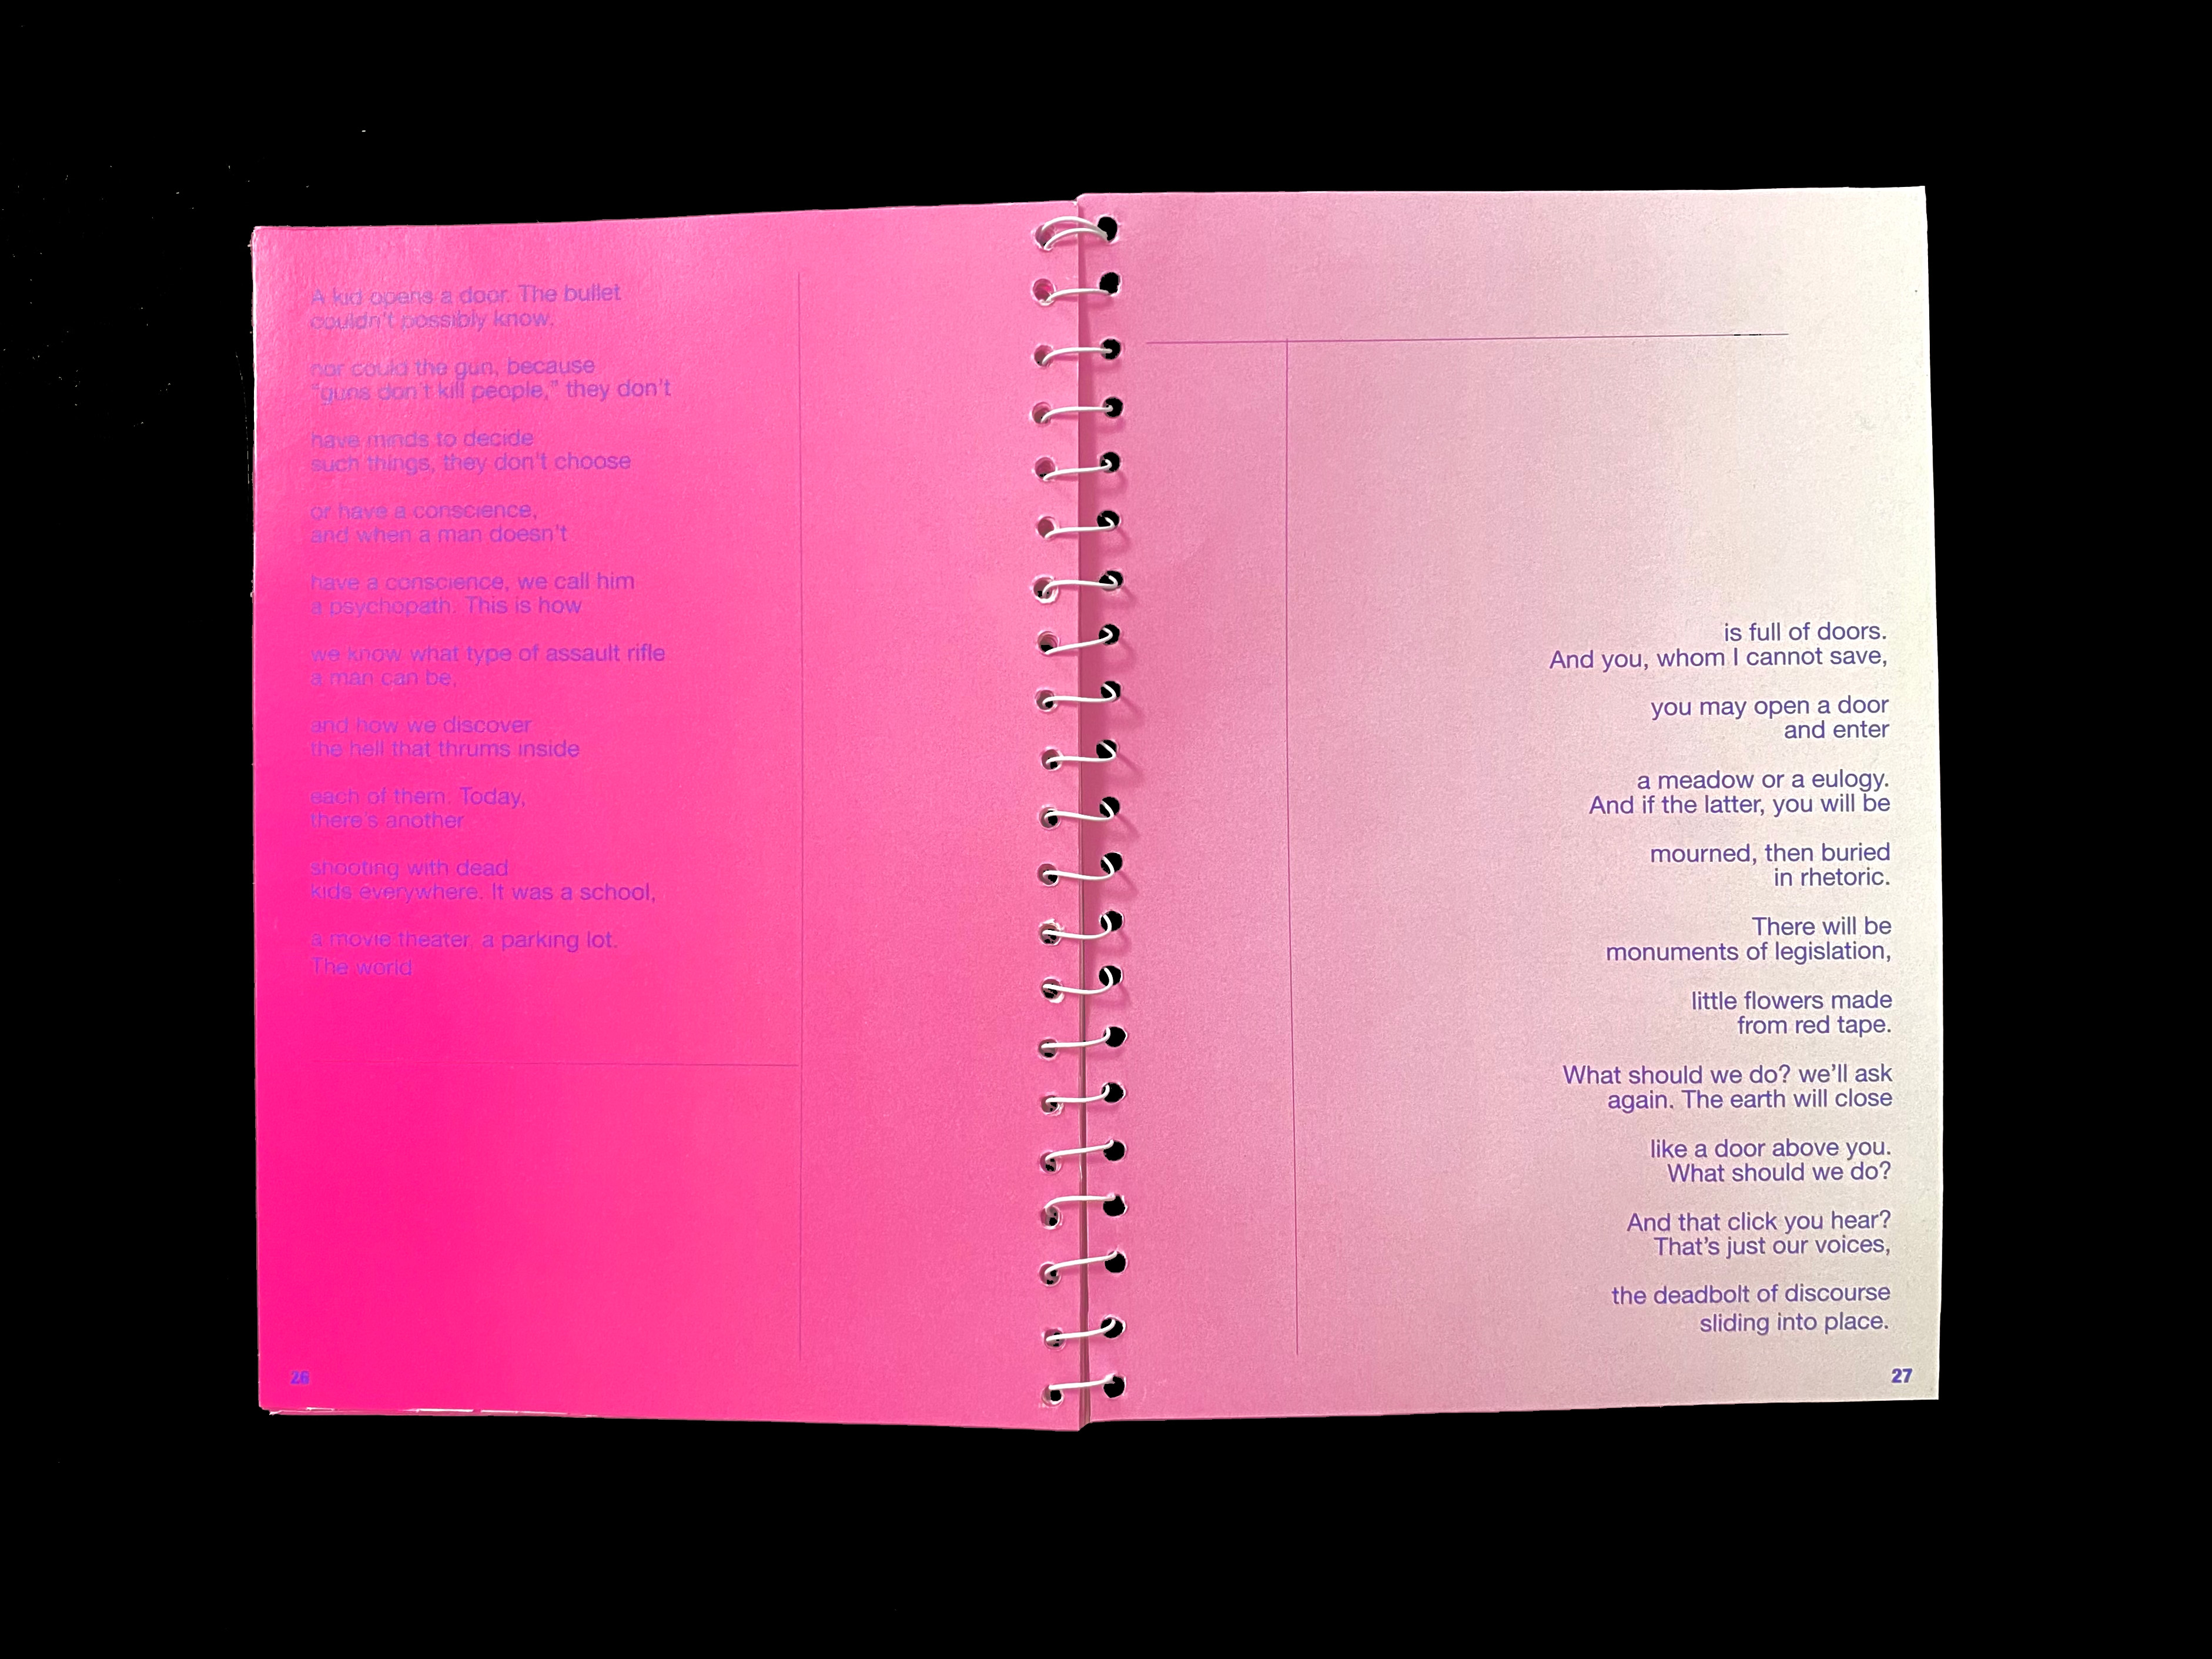 A kid opens a door. The bullet
couldn't possibly know.
nor could the gun, because
"guns don't kill people," they don't
have minds to decide
such things, they don't choose
or have a conscience,
and when a man doesn't
have a conscience, we call him
a psychopath. This is how
we know what type of assault rifle
a man can be,
and how we discover
the hell that thrums inside
each of them. Today,
there's another
shooting with dead
kids everywhere. It was a school,
a movie theater, a parking lot.
The world
26
is full of doors.
And you, whom I cannot save,
you may open a door
and enter
a meadow or a eulogy.
And if the latter, you will be
mourned, then buried
in rhetoric.
There will be
monuments of legislation,
little flowers made
from red tape.
What should we do? we'll ask
again. The earth will close
like a door above you.
What should we do?
And that click you hear?
That's just our voices,
the deadbolt of discourse
sliding into place.
27